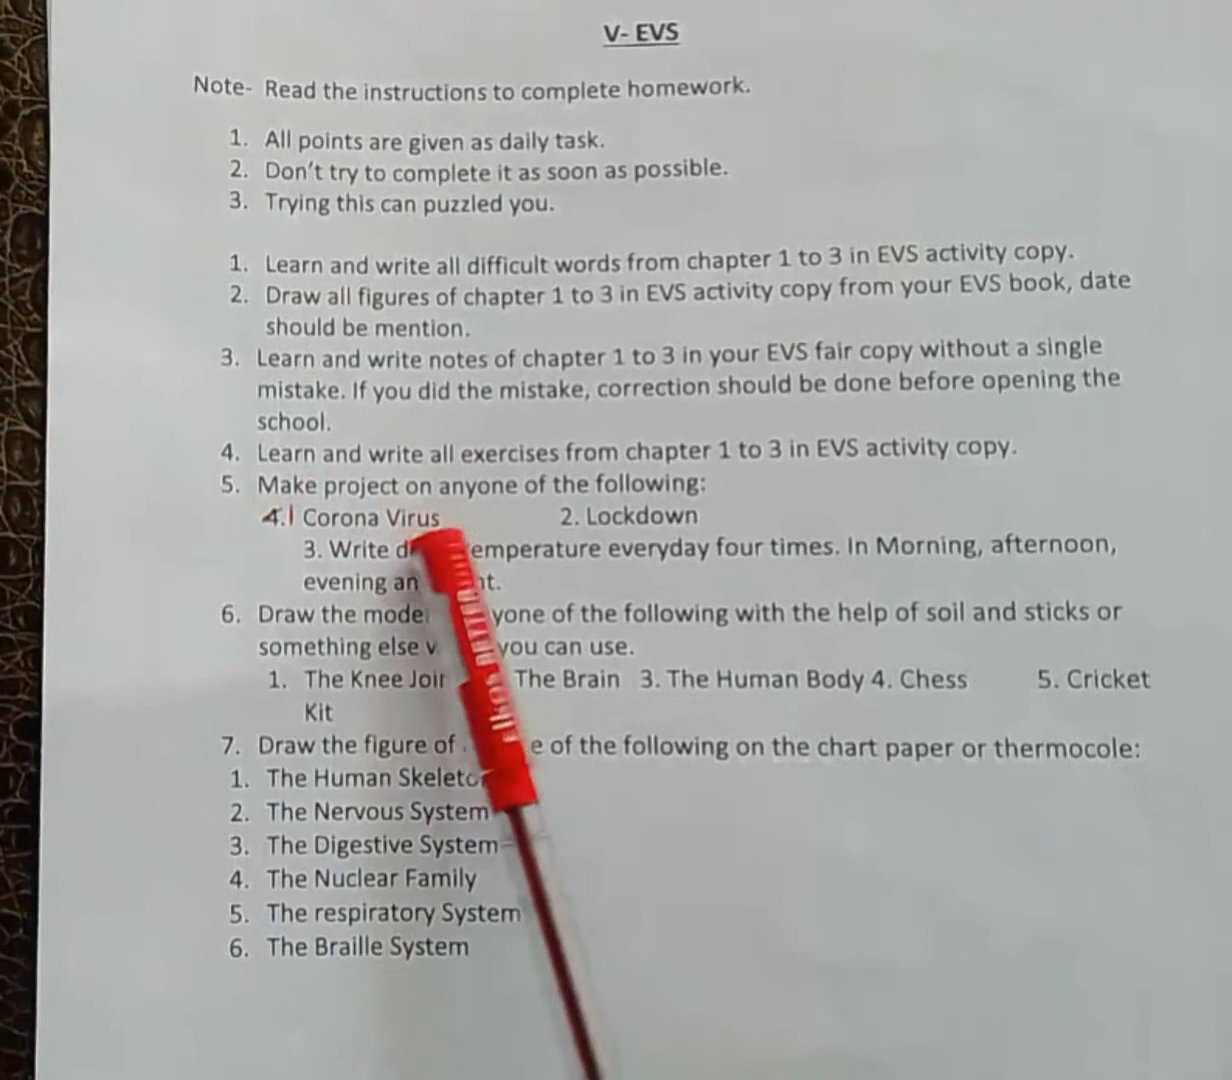 V- EVS
Note- Read the instructions to complete homework.
1. All points are given as daily task.
2. Don't try to complete it as soon as possible.
3. Trying this can puzzled you.
1. Learn and write all difficult words from chapter 1 to 3 in EVS activity copy.
2. Draw all figures of chapter 1 to 3 in EVS activity copy from your EVS book, date
should be mention.
3. Learn and write notes of chapter 1 to 3 in your EVS fair copy without a single
mistake. If you did the mistake, correction should be done before opening the
school.
4. Learn and write all exercises from chapter 1 to 3 in EVS activity copy.
5. Make project on anyone of the following:
1 Corona Virus 2. Lockdown
3. Write everyday four times. In Morning, afternoon,
evening
6. Draw the of the following with the help of soil and sticks or
something else you can use.
1. The Knee The Brain 3. The Human Body 4. Chess 5. Cricket
Kit
7. Draw the figure of of the following on the chart paper or thermocole:
1. The Human
2. The Nervous System
3. The Digestive System
4. The Nuclear Family
5. The respiratory System
6. The Braille System
elkos BETTER